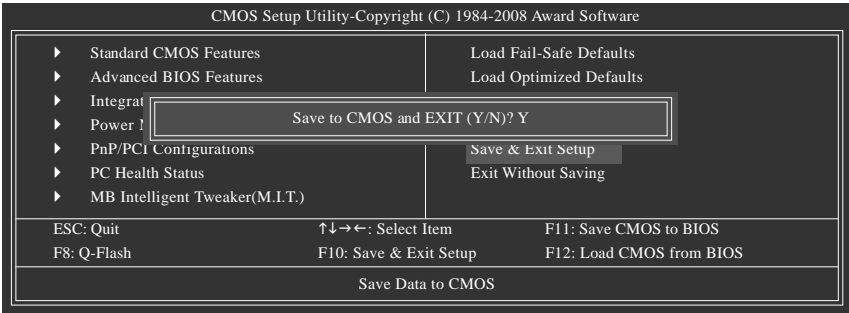 CMOS Setup Utility-Copyright (C) 1984-2008 Award Software
Standard CMOS Features
Load Fail-Safe Defaults
Advanced BIOS Features
Load Optimized Defaults
Save to CMOS and EXIT (Y/N)? Y
PnP/PCI Configurations
Save & Exit Setup
PC Health Status
Exit Without Saving
MB Intelligent Tweaker(M.I.T.)
ESC: Quit
↑↓→←: Select Item
F11: Save CMOS to BIOS
F8: Q-Flash
F10: Save & Exit Setup
F12: Load CMOS from BIOS
Save Data to CMOS